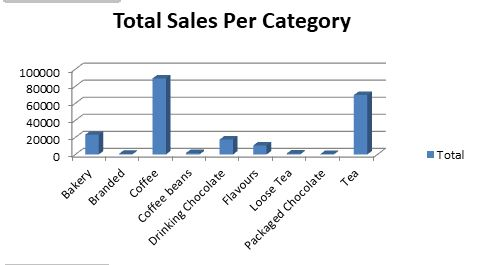 Total Sales Per Category
100000
80000
60000
40000
20000
0
Bakery
Branded
Coffee
Coffee beans
Drinking Chocolate
Flavours
Loose Tea
Packaged Chocolate
Tea
Total